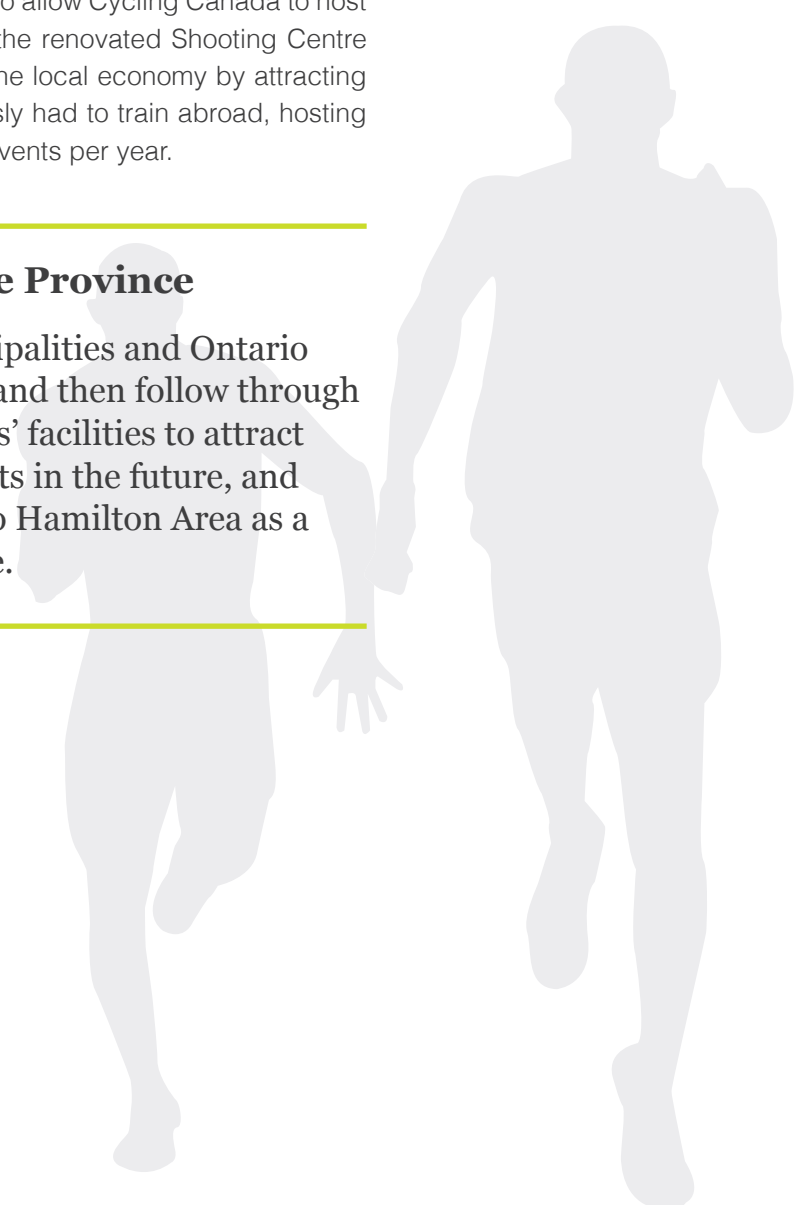 o allow Cycling Canada to host
the renovated Shooting Centre
ne local economy by attracting
sly had to train abroad, hosting
vents per year.
e Province
ipalities and Ontario
and then follow through
s’ facilities to attract
ts in the future, and
o Hamilton Area as a
e.